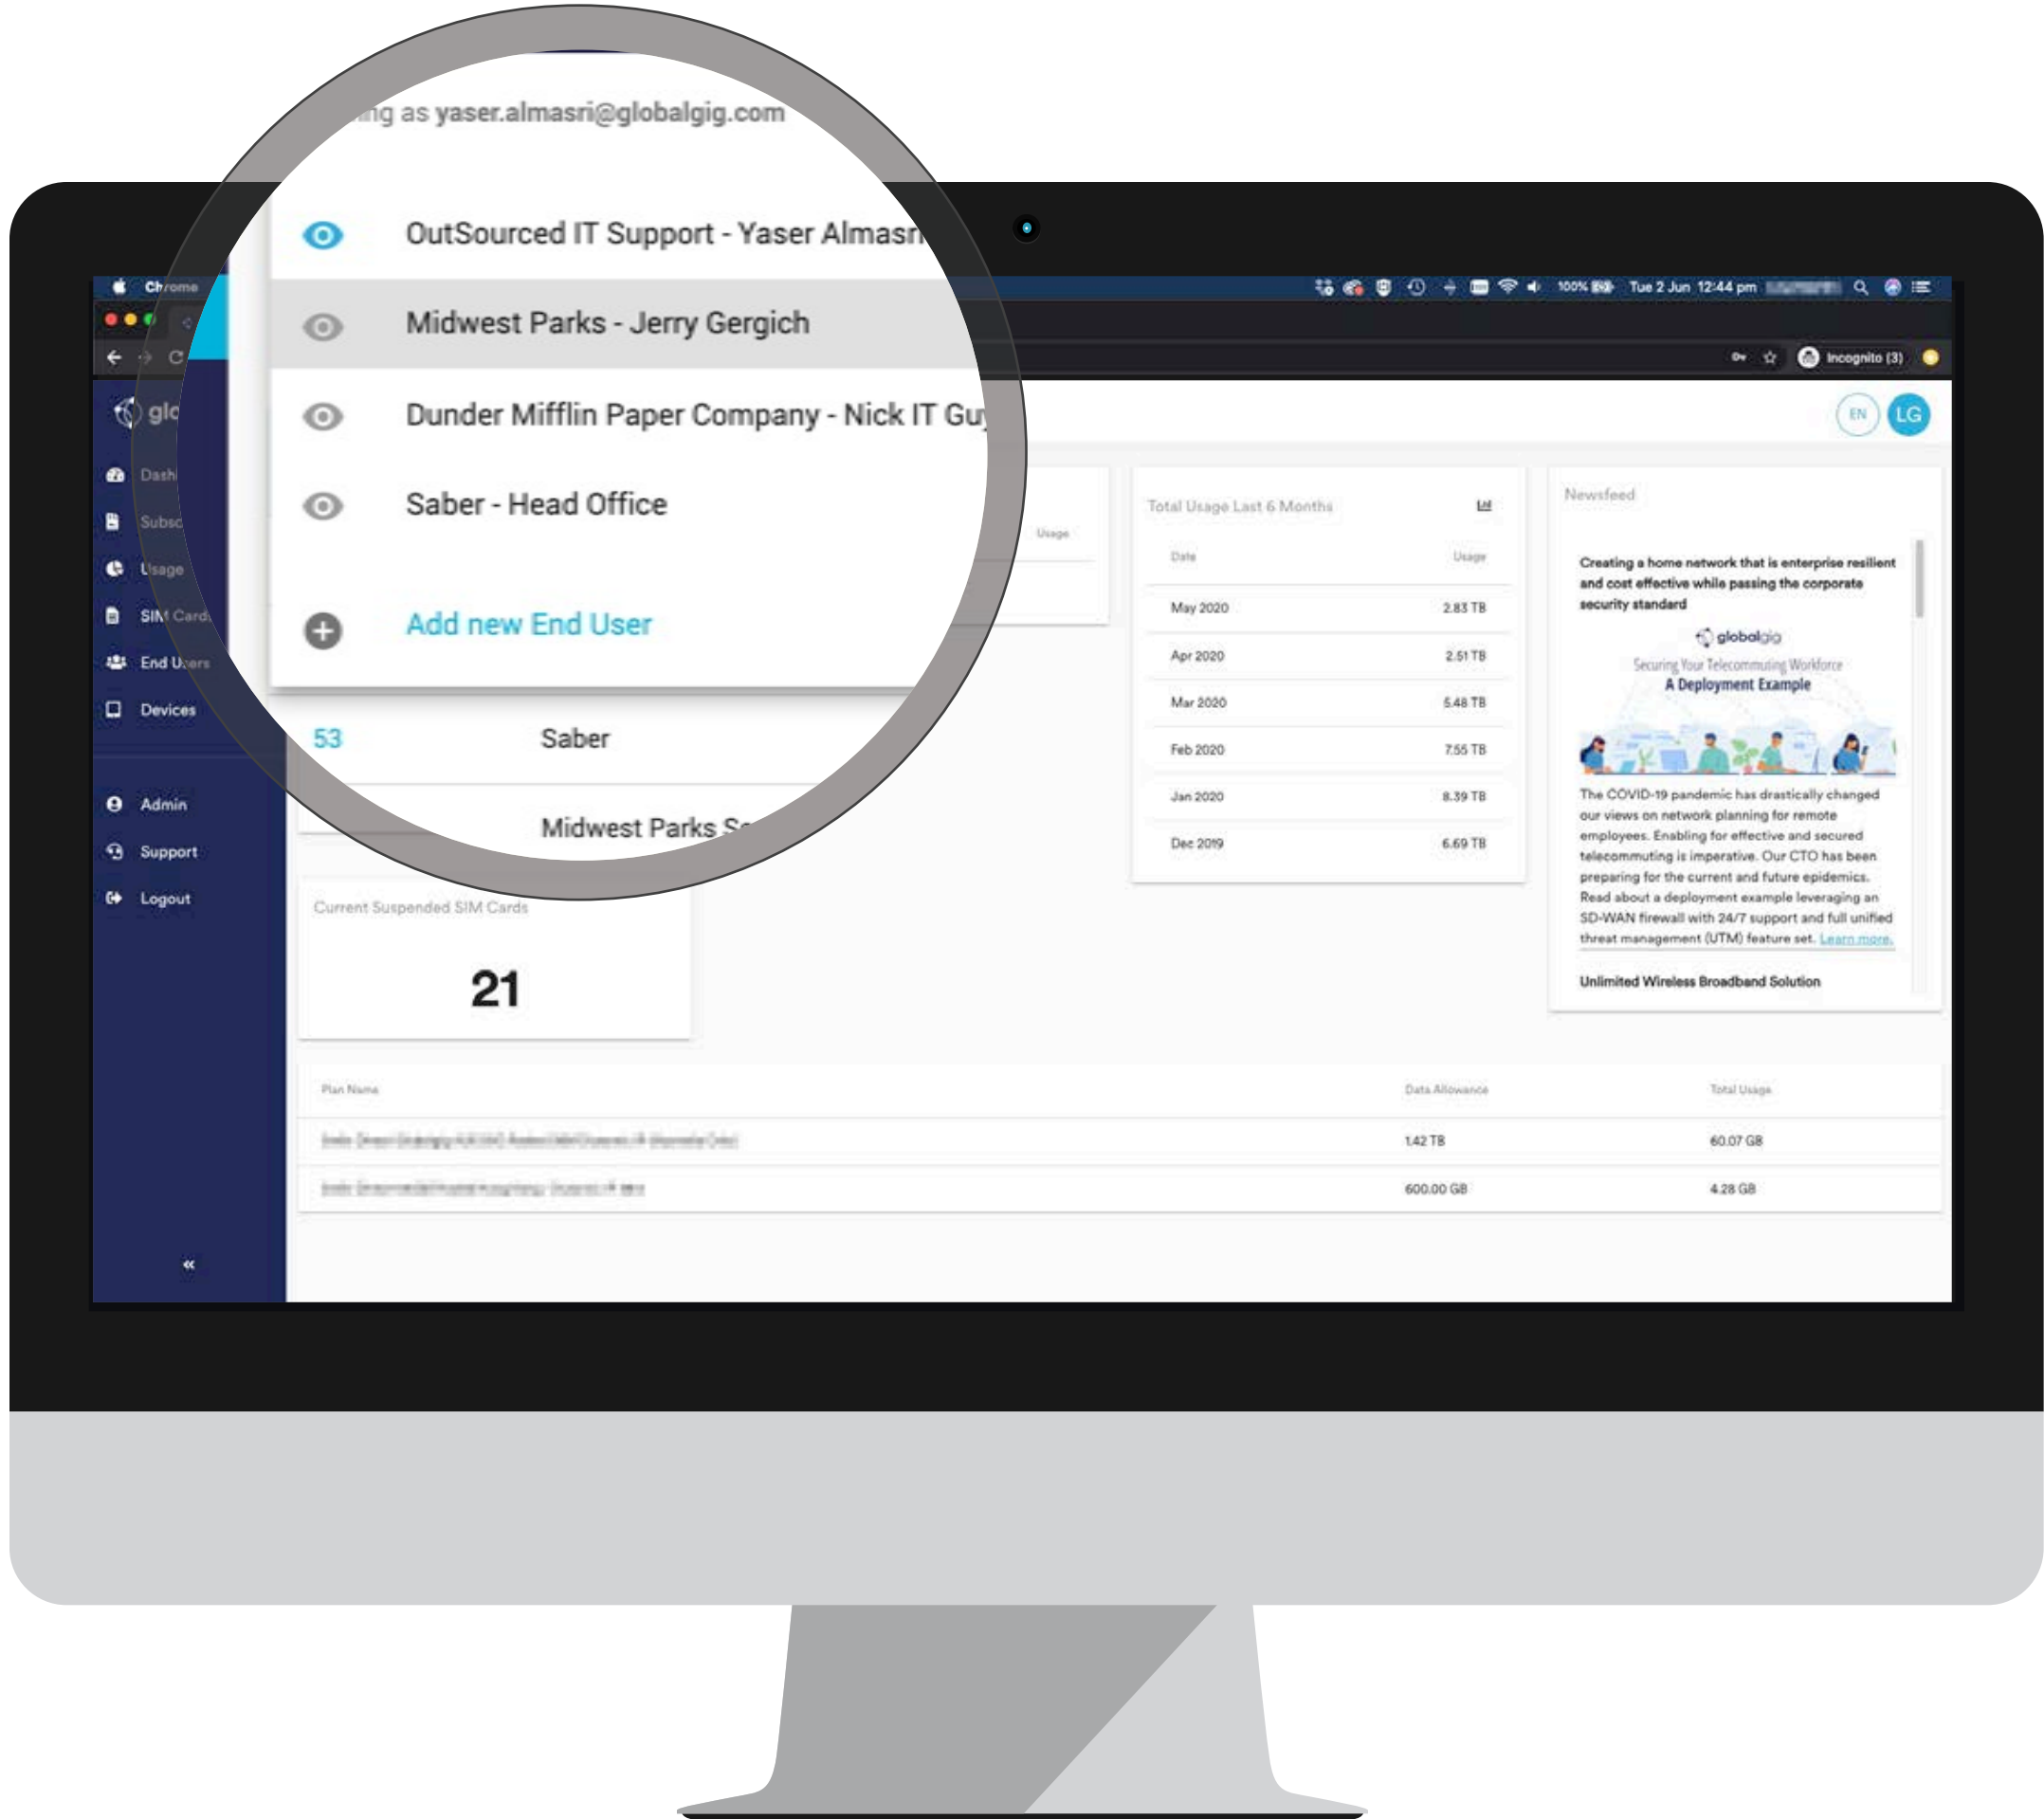 ing as yaser.almasri@globalgig.com
OutSourced IT Support - Yaser Almasri
Midwest Parks - Jerry Gergich
Dunder Mifflin Paper Company - Nick IT Guy
Saber - Head Office
Add new End User
53 Saber
Midwest Parks
Chrome
100% Tue 2 Jun 12:44 pm
Incognito (3)
glo
EN LG
Dash
Subsc
Usage
SIM Card
End Users
Devices
Admin
Support
Logout
«
Usage
Total Usage Last 6 Months
Date Usage
May 2020 2.83 TB
Apr 2020 2.51 TB
Mar 2020 5.48 TB
Feb 2020 7.55 TB
Jan 2020 8.39 TB
Dec 2019 6.69 TB
Newsfeed
Creating a home network that is enterprise resilient
and cost effective while passing the corporate
security standard
globalgig
Securing Your Telecommuting Workforce
A Deployment Example
The COVID-19 pandemic has drastically changed
our views on network planning for remote
employees. Enabling for effective and secured
telecommuting is imperative. Our CTO has been
preparing for the current and future epidemics.
Read about a deployment example leveraging an
SD-WAN firewall with 24/7 support and full unified
threat management (UTM) feature set. Learn more.
Unlimited Wireless Broadband Solution
Current Suspended SIM Cards
21
Plan Name Data Allowance Total Usage
1.42 TB 60.07 GB
600.00 GB 4.28 GB